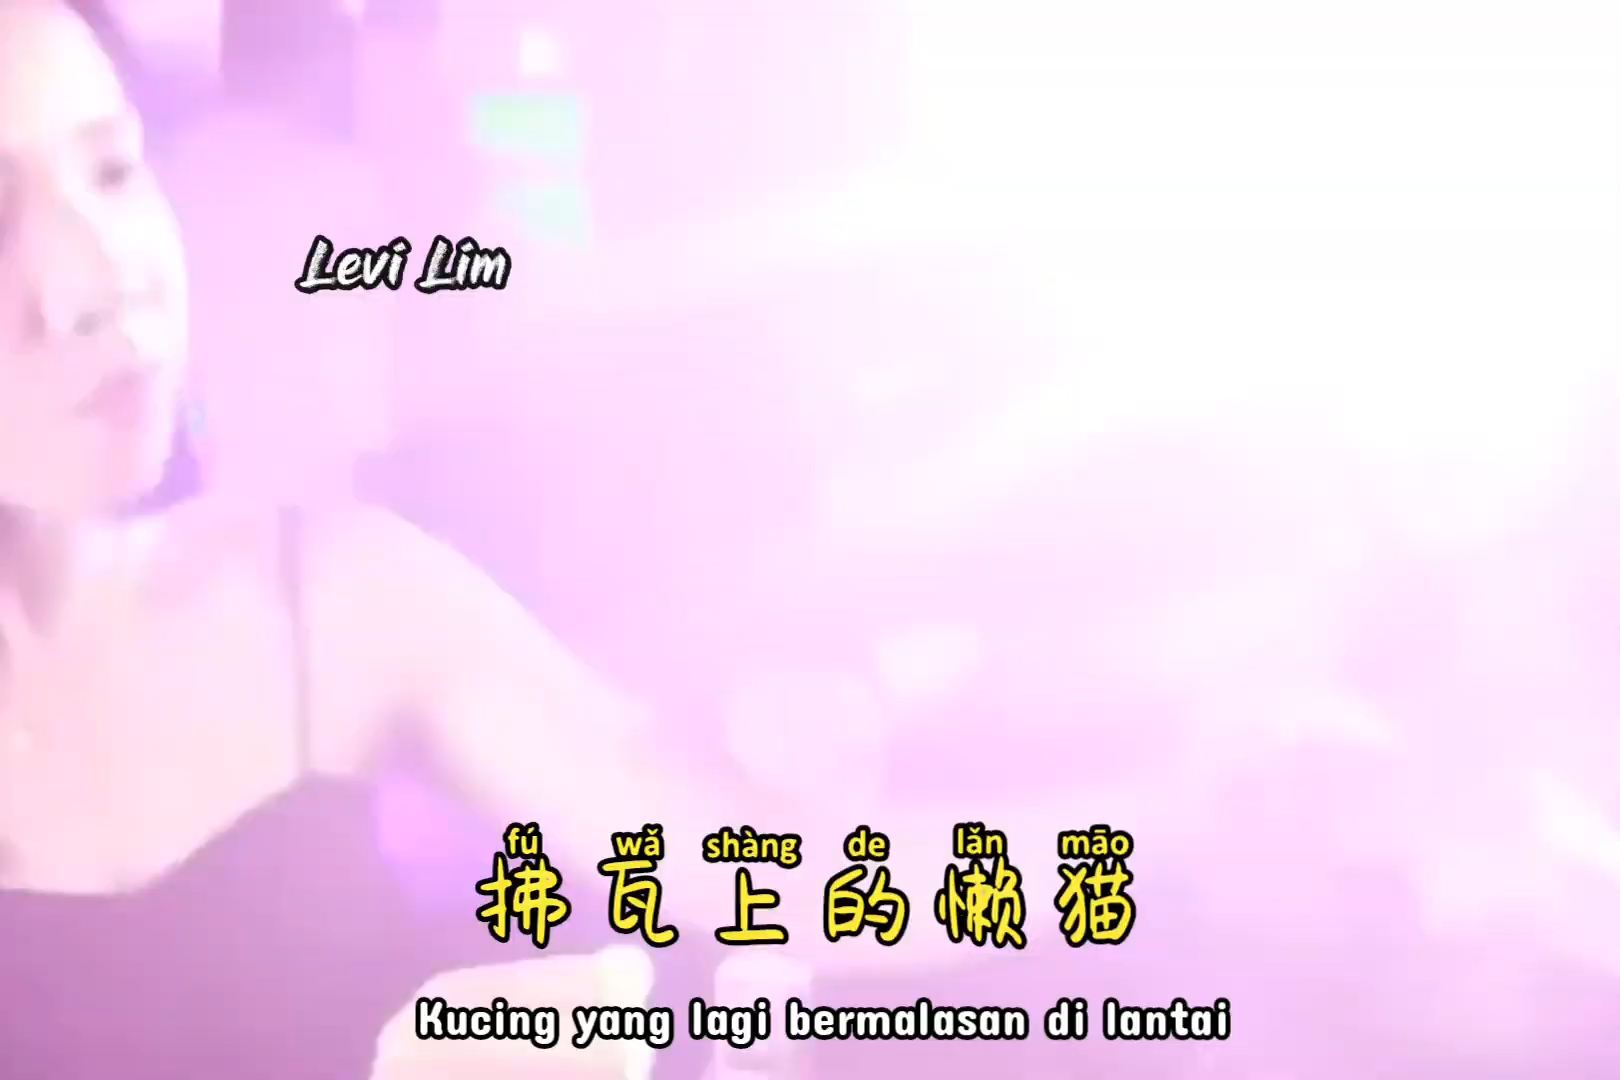 Levi Lim
fú wǎ shàng de lǎn māo
拂瓦上的懒猫
Kucing yang lagi bermalasan di lantai